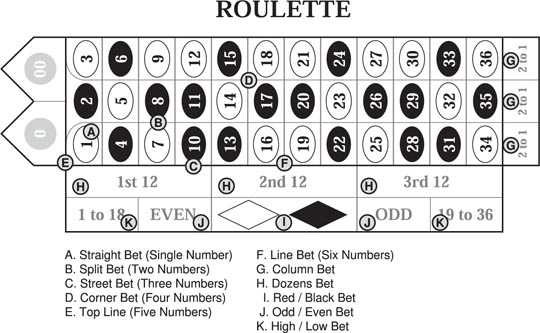 ROULETTE
00 3 6 9 12 15 18 21 24 27 30 33 36 G 2 to 1
D
2 5 8 11 14 17 20 23 26 29 32 35 G 2 to 1
A B
0 1 4 7 10 13 16 19 22 25 28 31 34 G 2 to 1
E C F
H 1st 12 H 2nd 12 H 3rd 12
1 to 18 K EVEN J I J ODD K 19 to 36
A. Straight Bet (Single Number)
B. Split Bet (Two Numbers)
C. Street Bet (Three Numbers)
D. Corner Bet (Four Numbers)
E. Top Line (Five Numbers)
F. Line Bet (Six Numbers)
G. Column Bet
H. Dozens Bet
I. Red / Black Bet
J. Odd / Even Bet
K. High / Low Bet